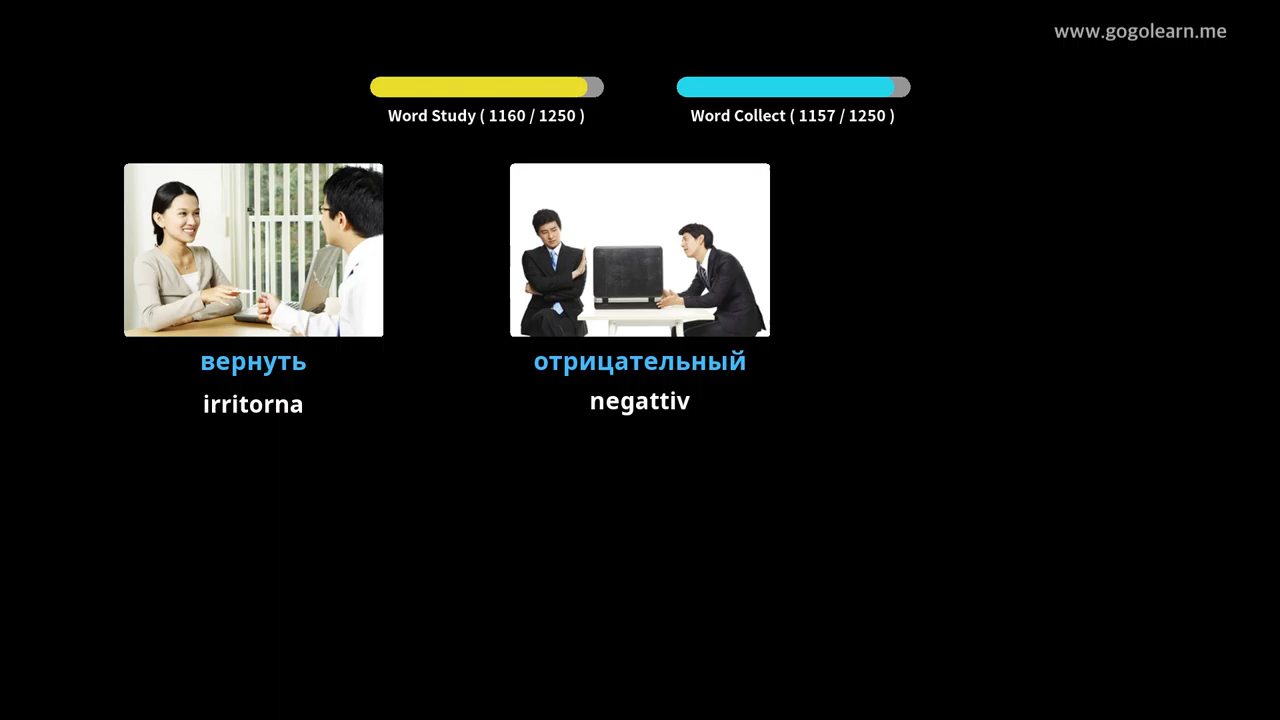 www.gogolearn.me
Word Study ( 1160 / 1250 )
Word Collect ( 1157 / 1250 )
вернуть
irritorna
отрицательный
negattiv